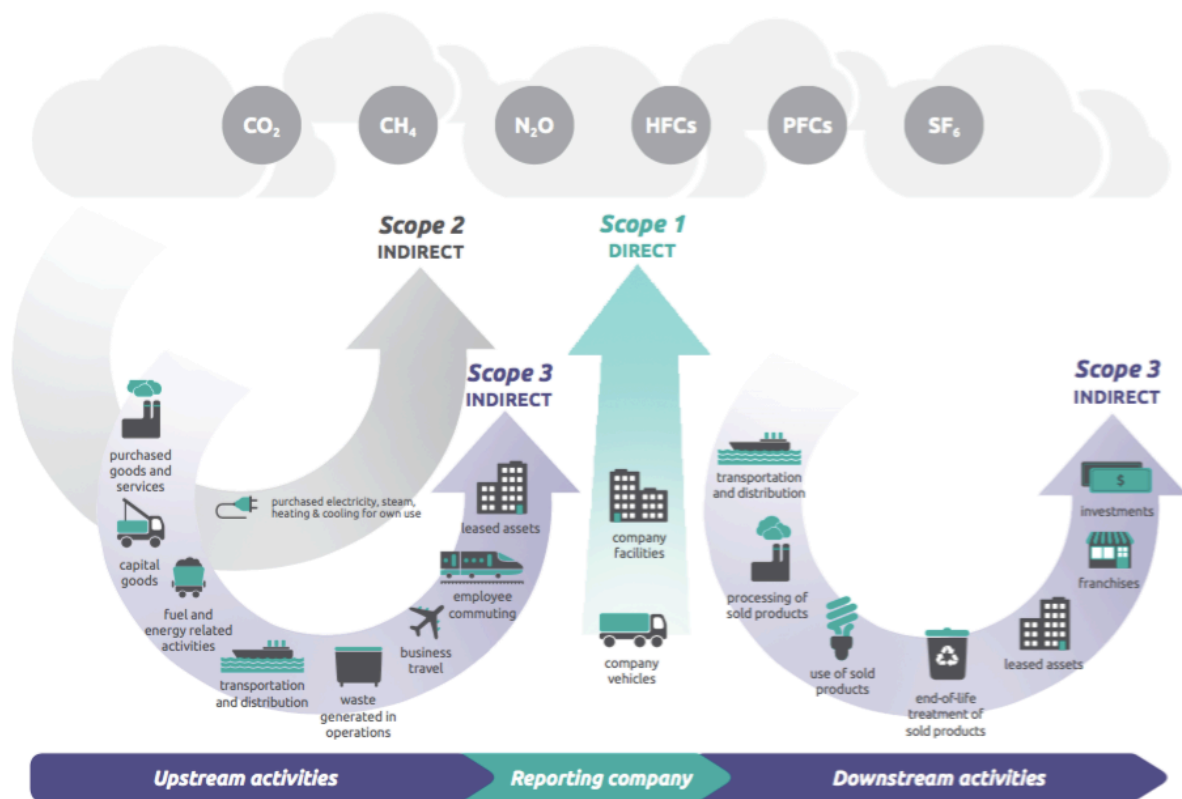 CO₂
CH₄
N₂O
HFCs
PFCs
SF₆
Scope 2
INDIRECT
Scope 1
DIRECT
Scope 3
INDIRECT
Scope 3
INDIRECT
purchased
goods and
services
capital
goods
fuel and
energy related
activities
transportation
and distribution
waste
generated in
operations
business
travel
employee
commuting
leased assets
purchased electricity, steam,
heating & cooling for own use
company
facilities
company
vehicles
transportation
and distribution
processing of
sold products
use of sold
products
end-of-life
treatment of
sold products
leased assets
franchises
$
investments
Upstream activities
Reporting company
Downstream activities